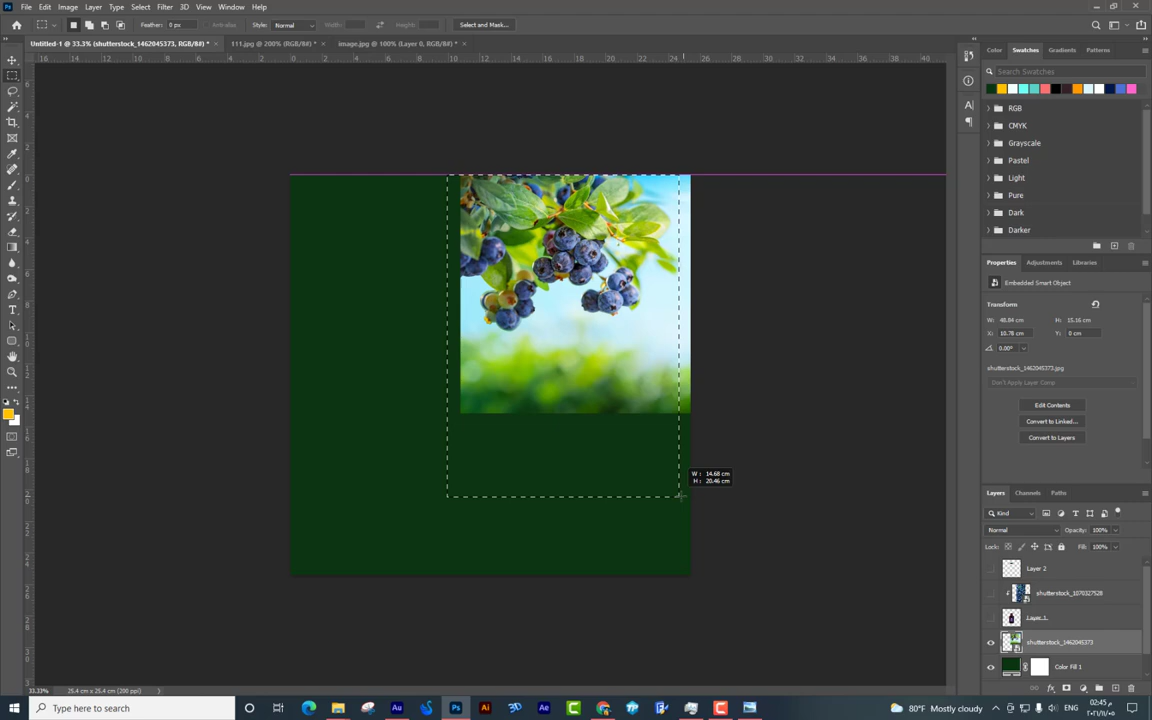 File Edit Image Layer Type Select Filter 3D View Window Help
Feather: 0 px Anti-alias Style: Normal Width: Height: Select and Mask...
Untitled-1 @ 33.3% (shutterstock_1462045373, RGB/8#) * × 111.jpg @ 200% (RGB/8#) * × image.jpg @ 100% (Layer 0, RGB/8#) * ×
Color Swatches Gradients Patterns
Search Swatches
RGB
CMYK
Grayscale
Pastel
Light
Pure
Dark
Darker
Properties Adjustments Libraries
Embedded Smart Object
Transform
W: 48.84 cm H: 15.16 cm
X: 10.78 cm Y: 0 cm
0.00°
shutterstock_1462045373.jpg
Don't Apply Layer Comp
Edit Contents
Convert to Linked...
Convert to Layers
W : 14.68 cm
H : 20.46 cm
Layers Channels Paths
Kind
Normal Opacity: 100%
Lock: Fill: 100%
Layer 2
shutterstock_1070327528
Layer 1
shutterstock_1462045373
Color Fill 1
33.33% 25.4 cm x 25.4 cm (200 ppi)
Type here to search
80°F Mostly cloudy
02:45 م